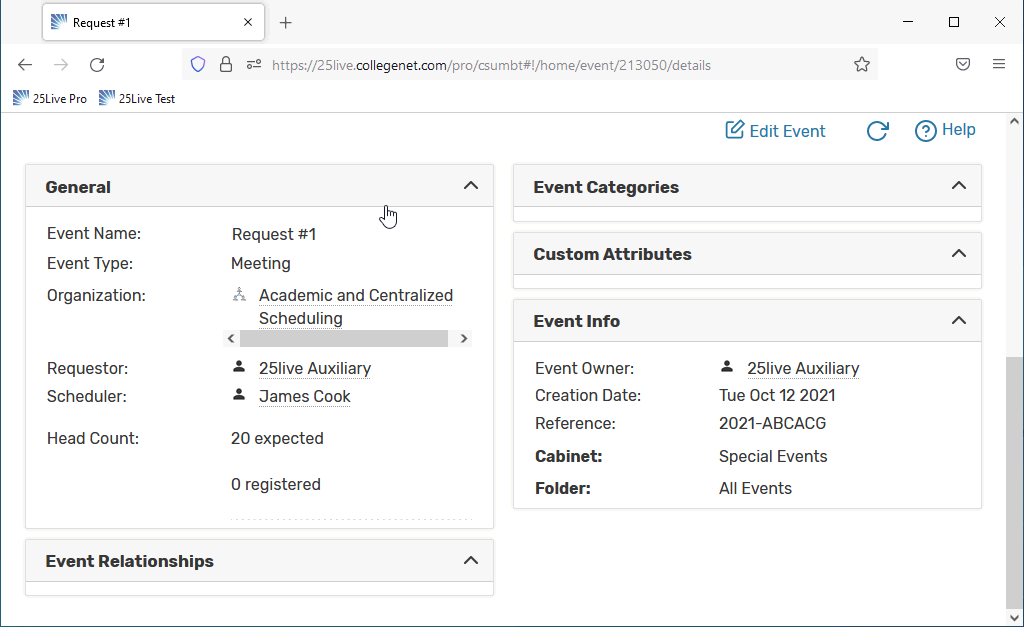 Request #1
https://25live.collegenet.com/pro/csumbt#!/home/event/213050/details
25Live Pro 25Live Test
Edit Event Help
General
Event Name: Request #1
Event Type: Meeting
Organization: Academic and Centralized
Scheduling
Requestor: 25live Auxiliary
Scheduler: James Cook
Head Count: 20 expected
0 registered
Event Relationships
Event Categories
Custom Attributes
Event Info
Event Owner: 25live Auxiliary
Creation Date: Tue Oct 12 2021
Reference: 2021-ABCACG
Cabinet: Special Events
Folder: All Events